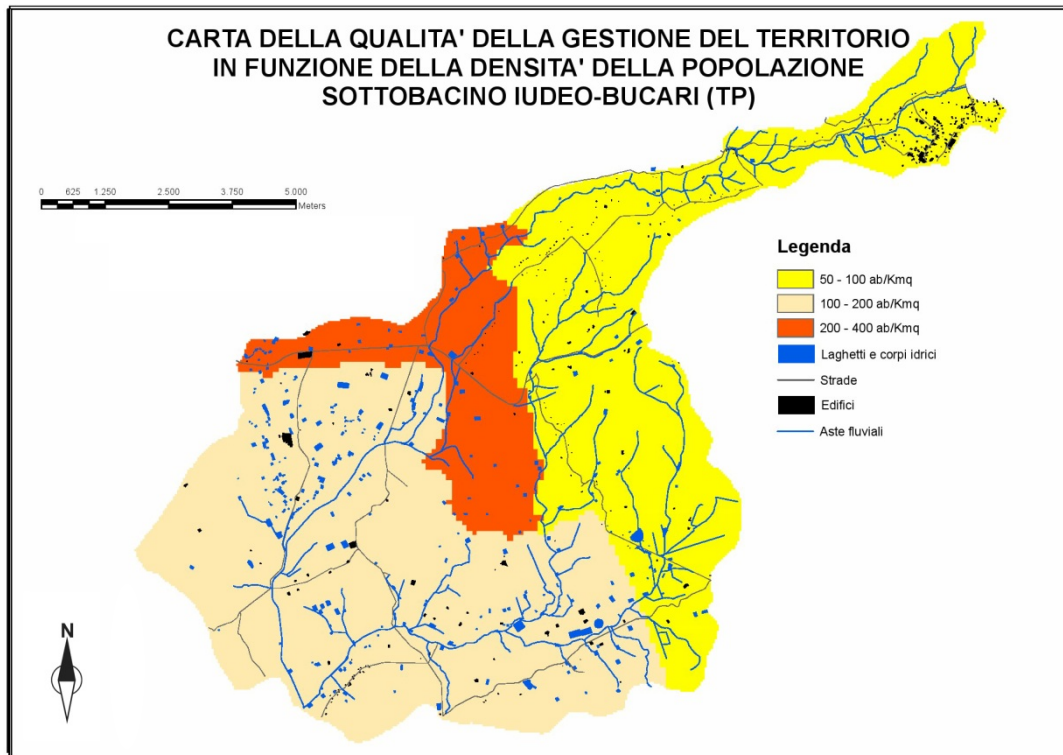 CARTA DELLA QUALITA' DELLA GESTIONE DEL TERRITORIO
IN FUNZIONE DELLA DENSITA' DELLA POPOLAZIONE
SOTTOBACINO IUDEO-BUCARI (TP)
0 625 1.250 2.500 3.750 5.000
Meters
Legenda
50 - 100 ab/Kmq
100 - 200 ab/Kmq
200 - 400 ab/Kmq
Laghetti e corpi idrici
Strade
Edifici
Aste fluviali
N